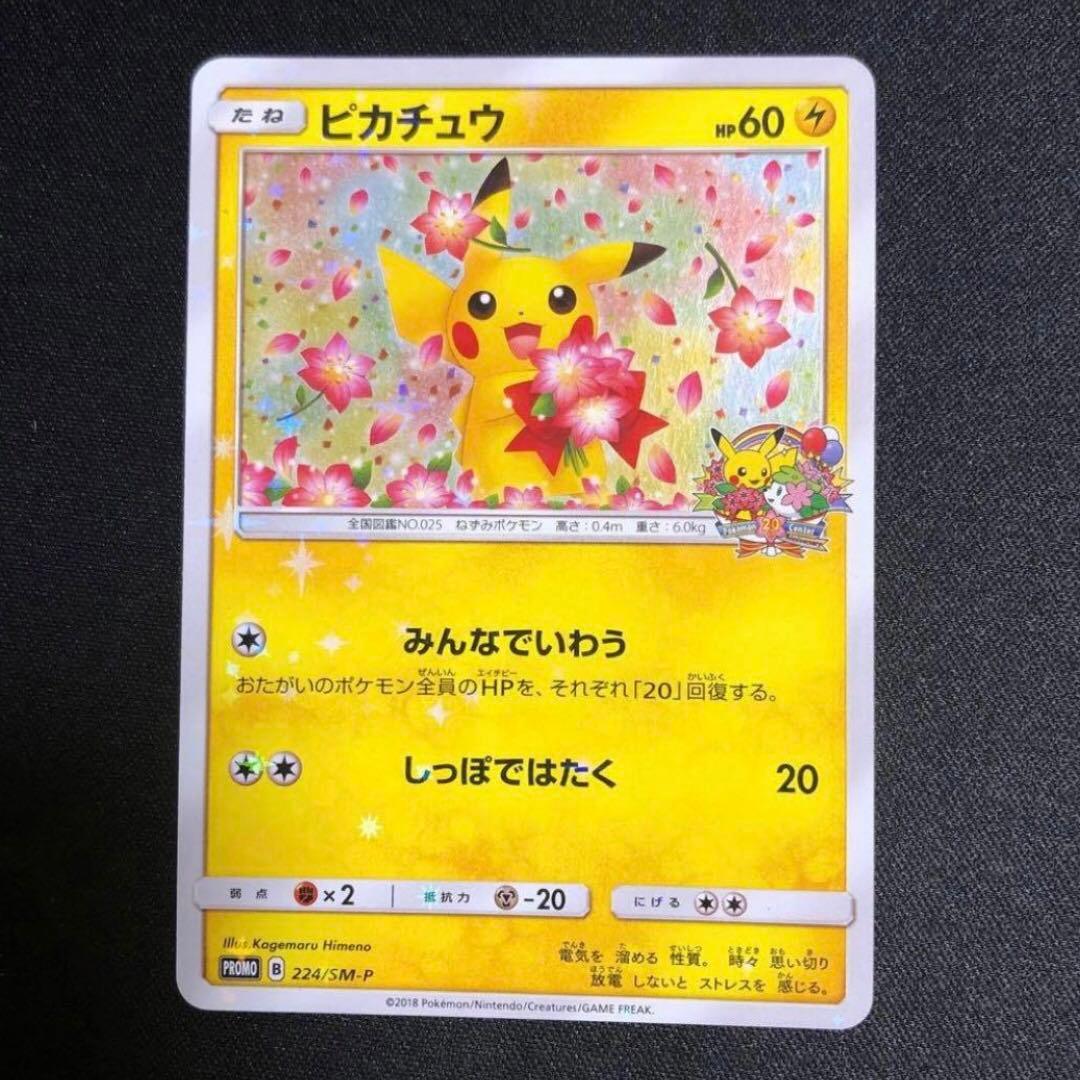 たね ピカチュウ HP60
全国図鑑NO.025 ねずみポケモン 高さ:0.4m 重さ:6.0kg
Pokémon 20 Center
みんなでいわう
おたがいのポケモン全員のHPを、それぞれ「20」回復する。
しっぽではたく 20
弱点 ×2 抵抗力 -20 にげる
Illus.Kagemaru Himeno
電気を 溜める 性質。 時々 思い切り
放電 しないと ストレスを 感じる。
PROMO B 224/SM-P
©2018 Pokémon/Nintendo/Creatures/GAME FREAK.